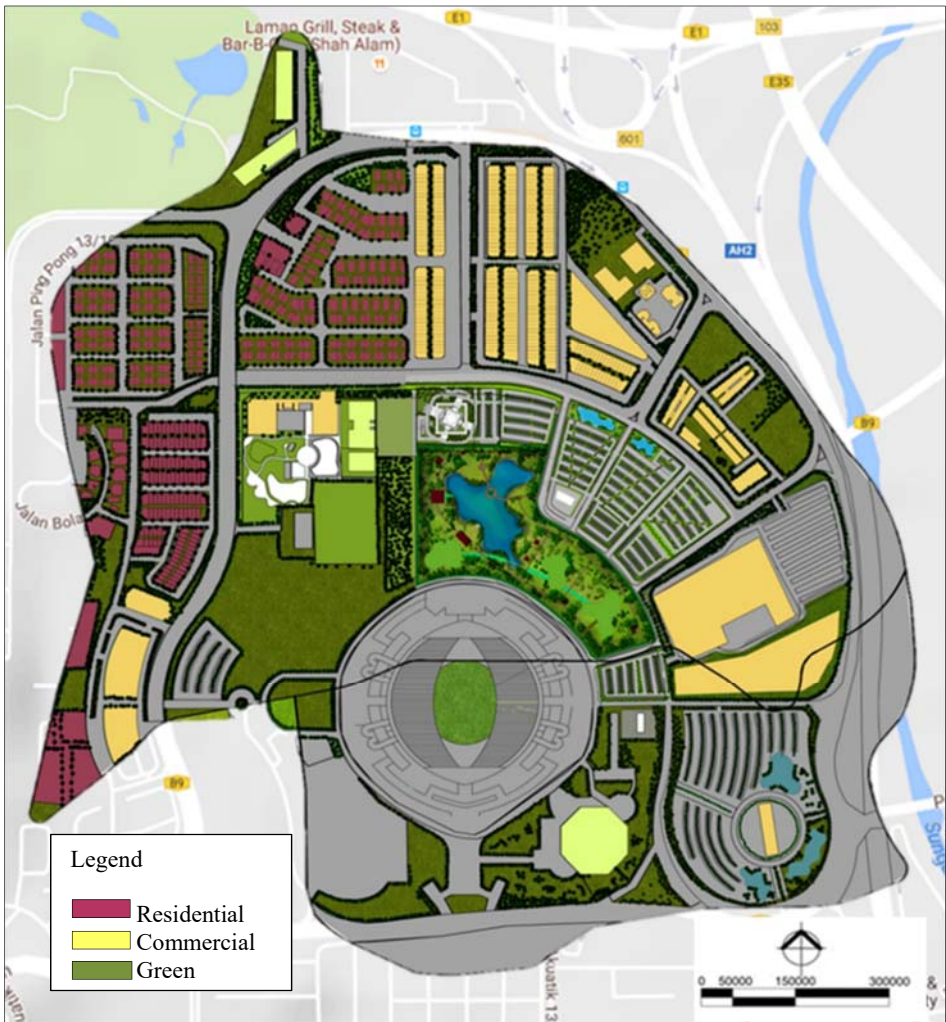 Laman Grill, Steak &
(Shah Alam)
11
E1
E1
103
E35
601
AH2
Jalan Ping Pong 13/1
B9
Jalan Bola
B9
Legend
Residential
Commercial
Green
0 50000 150000 300000
&
kuatik 13